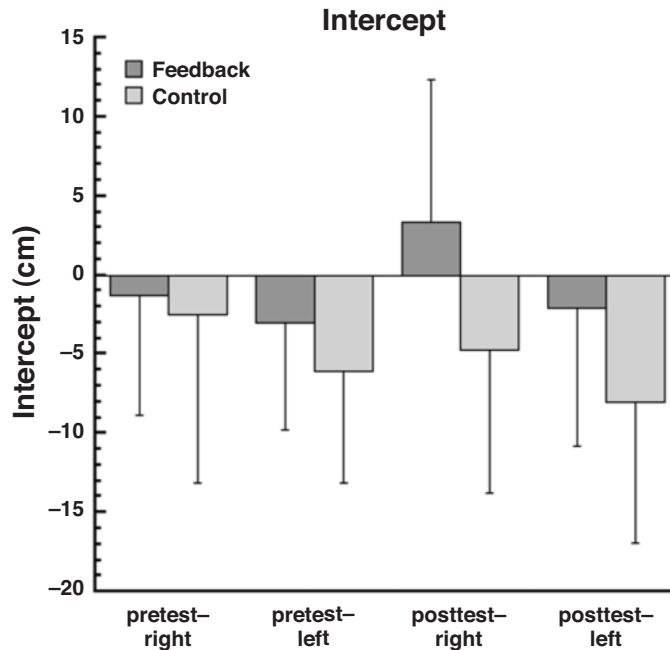 Intercept
Feedback
Control
Intercept (cm)
15
10
5
0
–5
–10
–15
–20
pretest–
right
pretest–
left
posttest–
right
posttest–
left